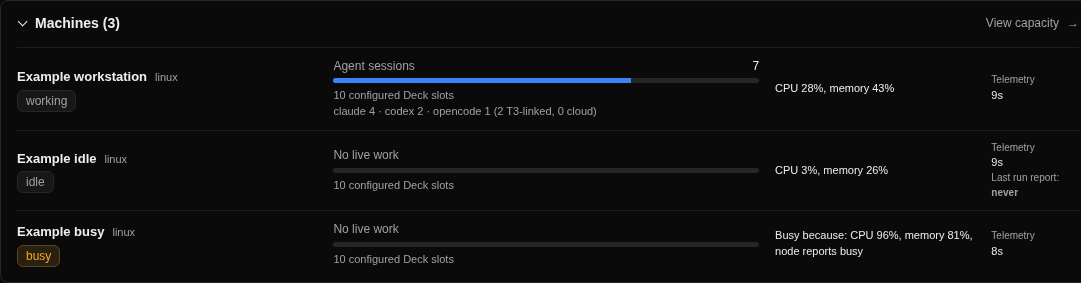 Machines (3)
View capacity →
Example workstation linux
working
Agent sessions 7
10 configured Deck slots
claude 4 · codex 2 · opencode 1 (2 T3-linked, 0 cloud)
CPU 28%, memory 43%
Telemetry
9s
Example idle linux
idle
No live work
10 configured Deck slots
CPU 3%, memory 26%
Telemetry
9s
Last run report:
never
Example busy linux
busy
No live work
10 configured Deck slots
Busy because: CPU 96%, memory 81%,
node reports busy
Telemetry
8s